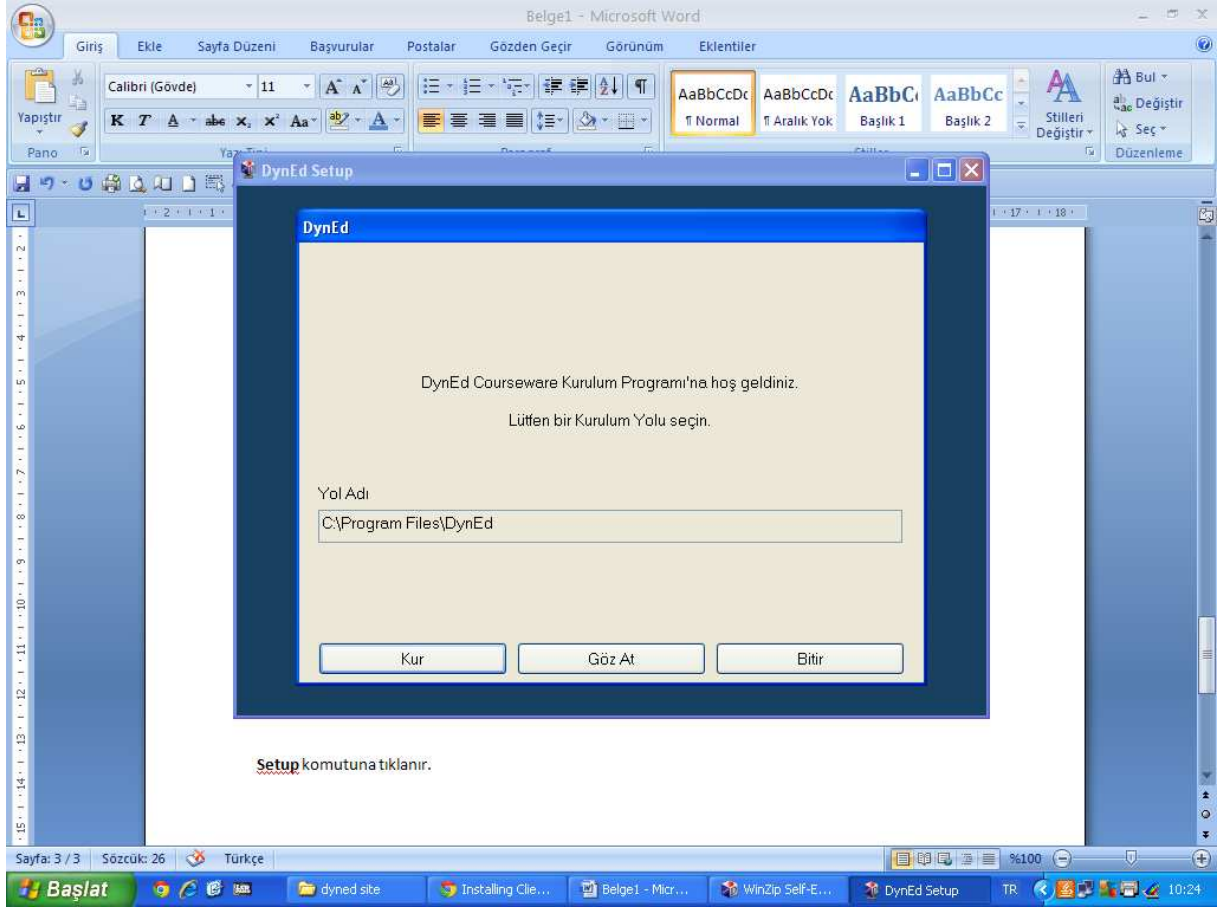 Belge1 - Microsoft Word
Giriş Ekle Sayfa Düzeni Başvurular Postalar Gözden Geçir Görünüm Eklentiler
Yapıştır
Pano
Calibri (Gövde) 11
K T A abe x, x² Aa
AaBbCcDc AaBbCcDc AaBbC AaBbCc
¶ Normal ¶ Aralık Yok Başlık 1 Başlık 2
Stilleri
Değiştir
Bul
Değiştir
Seç
Düzenleme
DynEd Setup
DynEd
DynEd Courseware Kurulum Programı'na hoş geldiniz.
Lütfen bir Kurulum Yolu seçin.
Yol Adı
C:\Program Files\DynEd
Kur Göz At Bitir
Setup komutuna tıklanır.
Sayfa: 3 / 3 Sözcük: 26 Türkçe %100
Başlat dyned site Installing Clie... Belge1 - Micr... WinZip Self-E... DynEd Setup TR 10:24